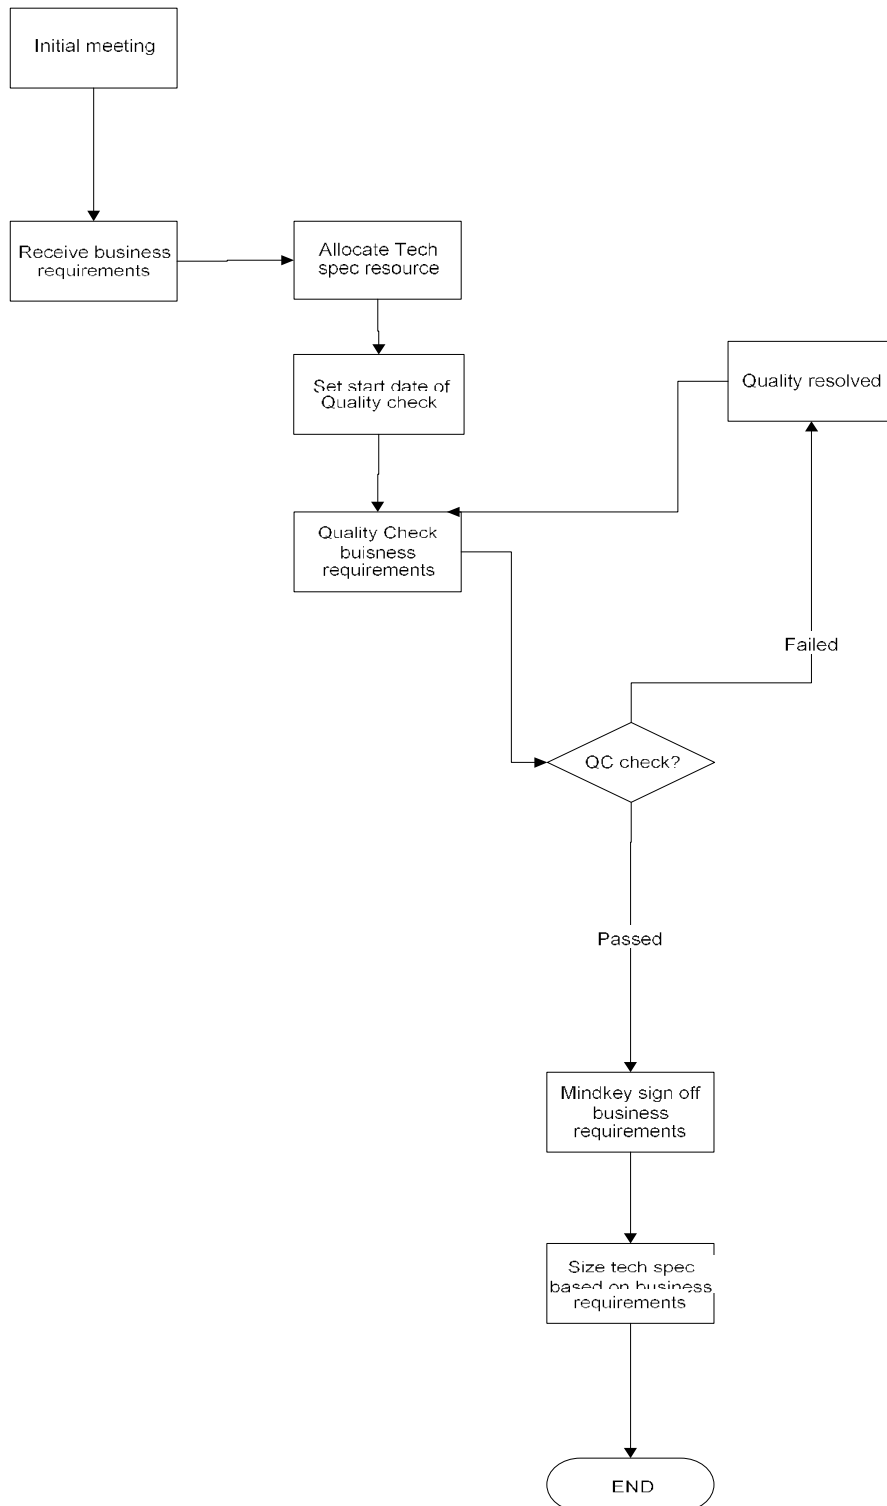 Initial meeting
Receive business
requirements
Allocate Tech
spec resource
Set start date of
Quality check
Quality resolved
Quality Check
buisness
requirements
Failed
QC check?
Passed
Mindkey sign off
business
requirements
Size tech spec
based on business
requirements
END